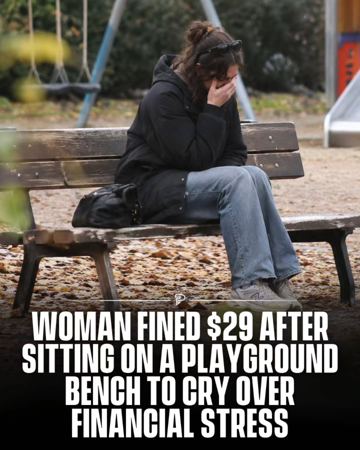 WOMAN FINED $29 AFTER
SITTING ON A PLAYGROUND
BENCH TO CRY OVER
FINANCIAL STRESS